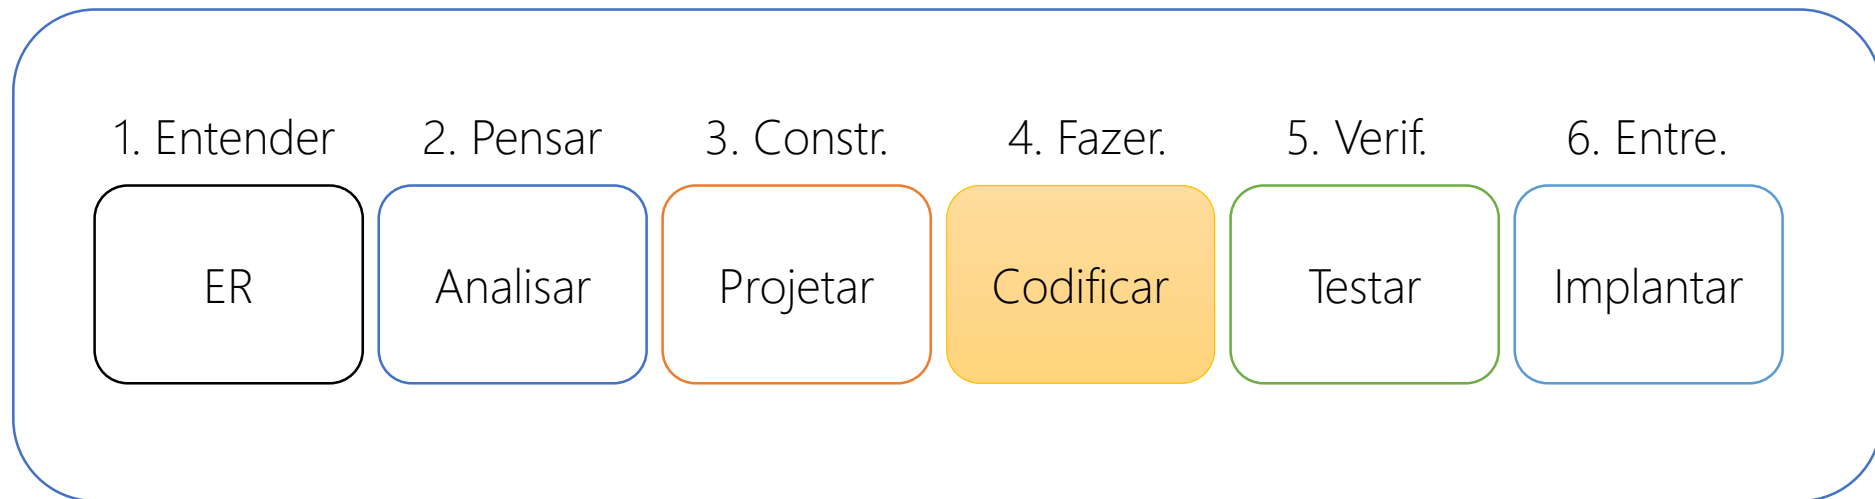 1. Entender 2. Pensar 3. Constr. 4. Fazer. 5. Verif. 6. Entre.
ER Analisar Projetar Codificar Testar Implantar